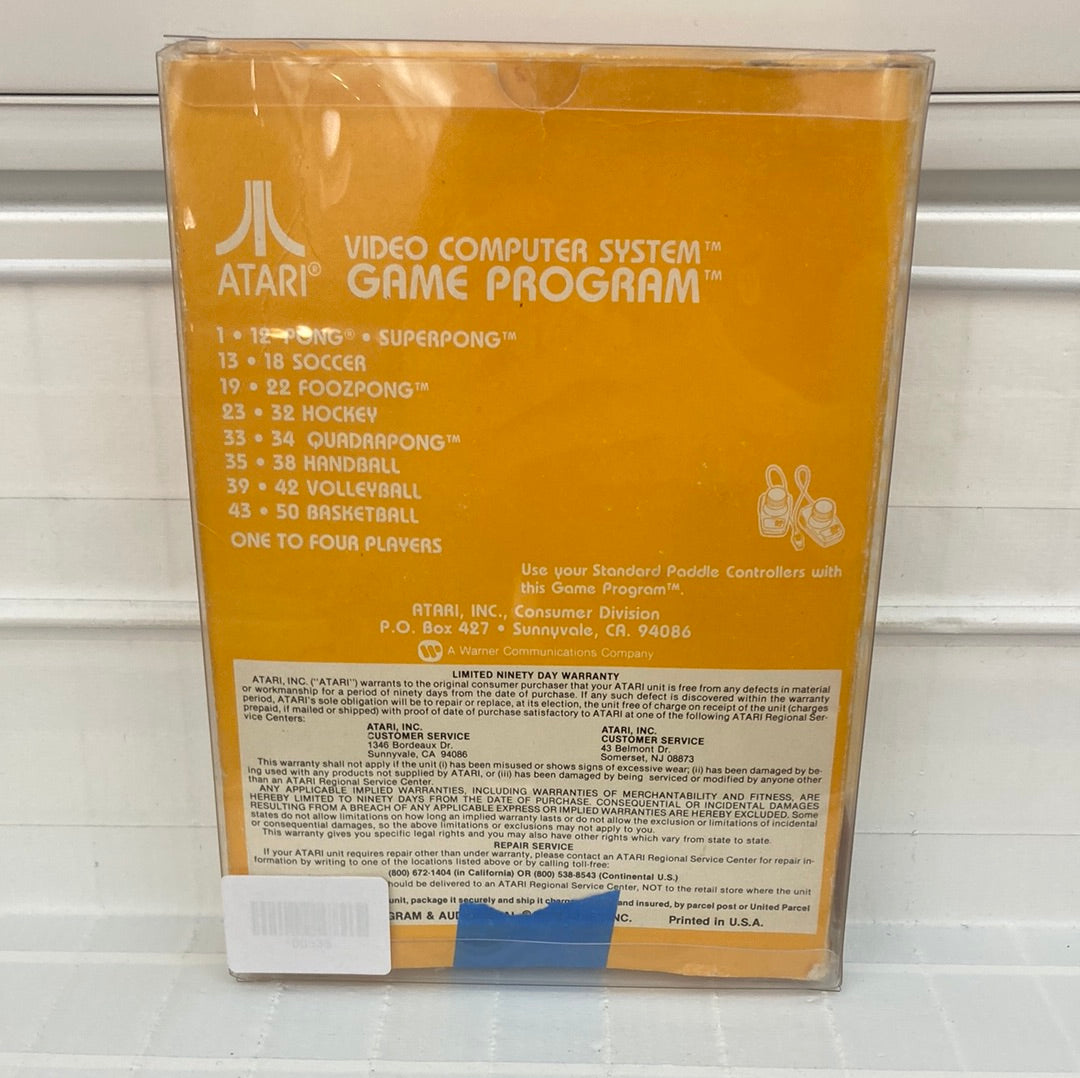 ATARI®
VIDEO COMPUTER SYSTEM™
GAME PROGRAM™
1 • 12 PONG® • SUPERPONG™
13 • 18 SOCCER
19 • 22 FOOZPONG™
23 • 32 HOCKEY
33 • 34 QUADRAPONG™
35 • 38 HANDBALL
39 • 42 VOLLEYBALL
43 • 50 BASKETBALL
ONE TO FOUR PLAYERS
Use your Standard Paddle Controllers with
this Game Program™.
ATARI, INC., Consumer Division
P.O. Box 427 • Sunnyvale, CA. 94086
A Warner Communications Company
LIMITED NINETY DAY WARRANTY
ATARI, INC. ("ATARI") warrants to the original consumer purchaser that your ATARI unit is free from any defects in material
or workmanship for a period of ninety days from the date of purchase. If any such defect is discovered within the warranty
period, ATARI's sole obligation will be to repair or replace, at its election, the unit free of charge on receipt of the unit (charges
prepaid, if mailed or shipped) with proof of date of purchase satisfactory to ATARI at one of the following ATARI Regional Ser-
vice Centers:
ATARI, INC.
CUSTOMER SERVICE
1346 Bordeaux Dr.
Sunnyvale, CA 94086
ATARI, INC.
CUSTOMER SERVICE
43 Belmont Dr.
Somerset, NJ 08873
This warranty shall not apply if the unit (i) has been misused or shows signs of excessive wear; (ii) has been damaged by be-
ing used with any products not supplied by ATARI, or (iii) has been damaged by being serviced or modified by anyone other
than an ATARI Regional Service Center.
ANY APPLICABLE IMPLIED WARRANTIES, INCLUDING WARRANTIES OF MERCHANTABILITY AND FITNESS, ARE
HEREBY LIMITED TO NINETY DAYS FROM THE DATE OF PURCHASE. CONSEQUENTIAL OR INCIDENTAL DAMAGES
RESULTING FROM A BREACH OF ANY APPLICABLE EXPRESS OR IMPLIED WARRANTIES ARE HEREBY EXCLUDED. Some
states do not allow limitations on how long an implied warranty lasts or do not allow the exclusion or limitations of incidental
or consequential damages, so the above limitations or exclusions may not apply to you.
This warranty gives you specific legal rights and you may also have other rights which vary from state to state.
REPAIR SERVICE
If your ATARI unit requires repair other than under warranty, please contact an ATARI Regional Service Center for repair in-
formation by writing to one of the locations listed above or by calling toll-free:
(800) 672-1404 (in California) OR (800) 538-8543 (Continental U.S.)
should be delivered to an ATARI Regional Service Center, NOT to the retail store where the unit
unit, package it securely and ship it and insured, by parcel post or United Parcel
& INC. Printed in U.S.A.